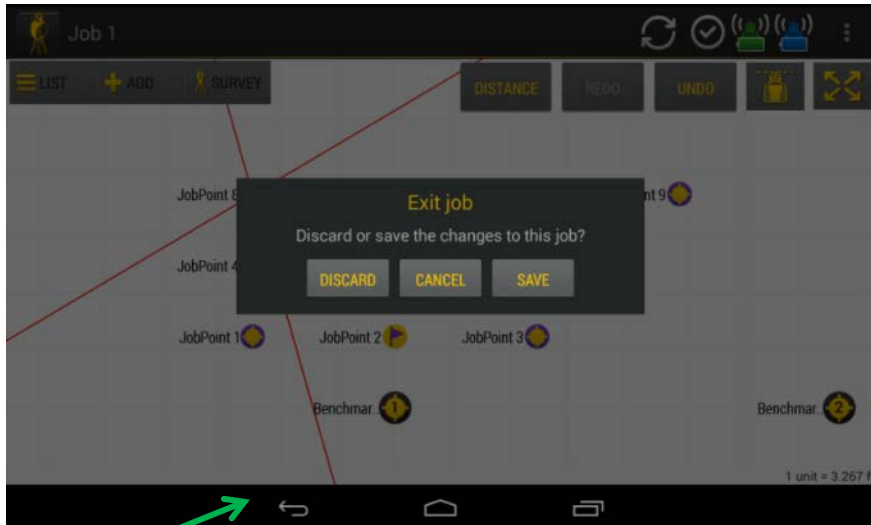 Job 1
LIST ADD SURVEY
DISTANCE REDO UNDO
JobPoint 8
nt 9
Exit job
Discard or save the changes to this job?
JobPoint 4
DISCARD CANCEL SAVE
JobPoint 1 JobPoint 2 JobPoint 3
Benchmar.. 1
Benchmar.. 2
1 unit = 3.267 f